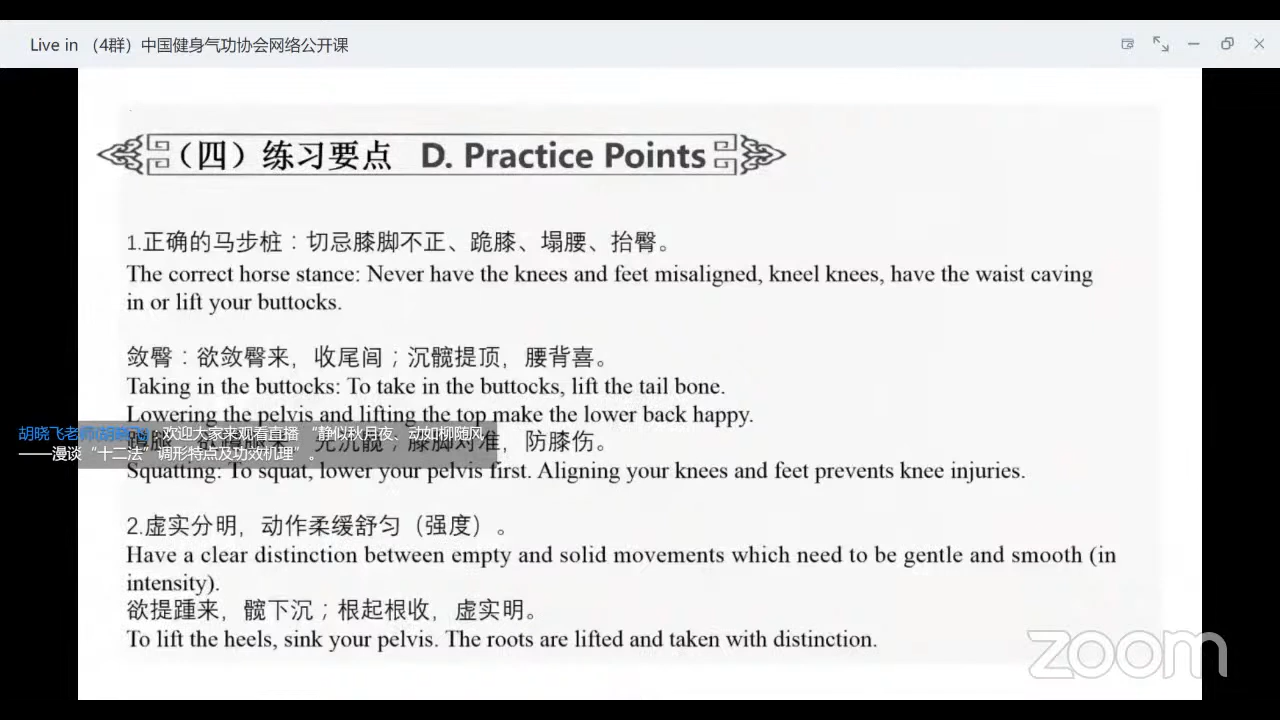 Live in （4群）中国健身气功协会网络公开课
（四）练习要点 D. Practice Points
1.正确的马步桩：切忌膝脚不正、跪膝、塌腰、抬臀。
The correct horse stance: Never have the knees and feet misaligned, kneel knees, have the waist caving
in or lift your buttocks.
敛臀：欲敛臀来，收尾闾；沉髋提顶，腰背喜。
Taking in the buttocks: To take in the buttocks, lift the tail bone.
Lowering the pelvis and lifting the top make the lower back happy.
胡晓飞老师(胡晓飞)：欢迎大家来观看直播 “静似秋月夜、动如柳随风
——漫谈“十二法”调形特点及功效机理”。
先沉髋；膝脚对准，防膝伤。
Squatting: To squat, lower your pelvis first. Aligning your knees and feet prevents knee injuries.
2.虚实分明，动作柔缓舒匀（强度）。
Have a clear distinction between empty and solid movements which need to be gentle and smooth (in
intensity).
欲提踵来，髋下沉；根起根收，虚实明。
To lift the heels, sink your pelvis. The roots are lifted and taken with distinction.
zoom